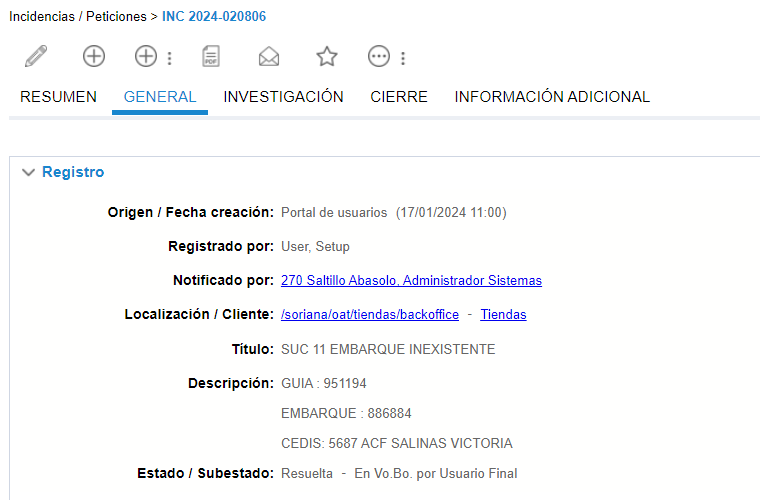 Incidencias / Peticiones > INC 2024-020806
PDF
RESUMEN GENERAL INVESTIGACIÓN CIERRE INFORMACIÓN ADICIONAL
Registro
Origen / Fecha creación: Portal de usuarios (17/01/2024 11:00)
Registrado por: User, Setup
Notificado por: 270 Saltillo Abasolo, Administrador Sistemas
Localización / Cliente: /soriana/oat/tiendas/backoffice - Tiendas
Título: SUC 11 EMBARQUE INEXISTENTE
Descripción: GUIA : 951194
EMBARQUE : 886884
CEDIS: 5687 ACF SALINAS VICTORIA
Estado / Subestado: Resuelta - En Vo.Bo. por Usuario Final